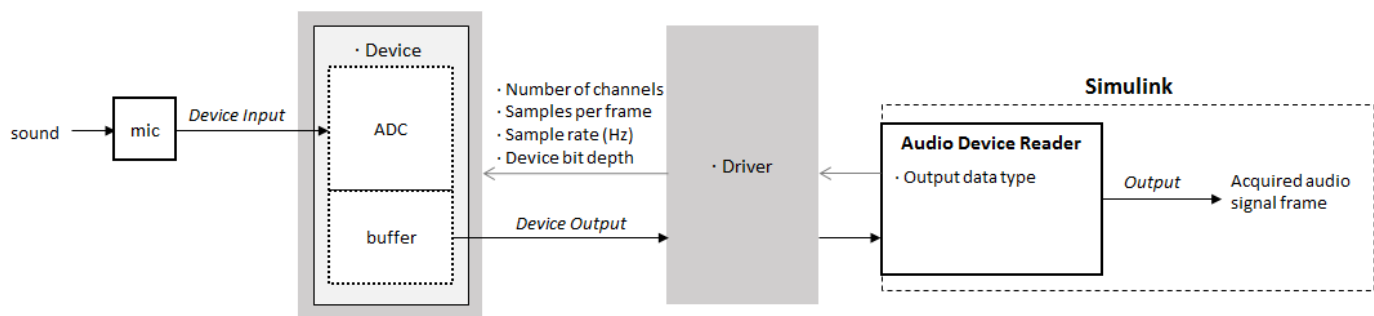 sound
mic
Device Input
· Device
ADC
buffer
· Number of channels
· Samples per frame
· Sample rate (Hz)
· Device bit depth
Device Output
· Driver
Simulink
Audio Device Reader
· Output data type
Output
Acquired audio
signal frame